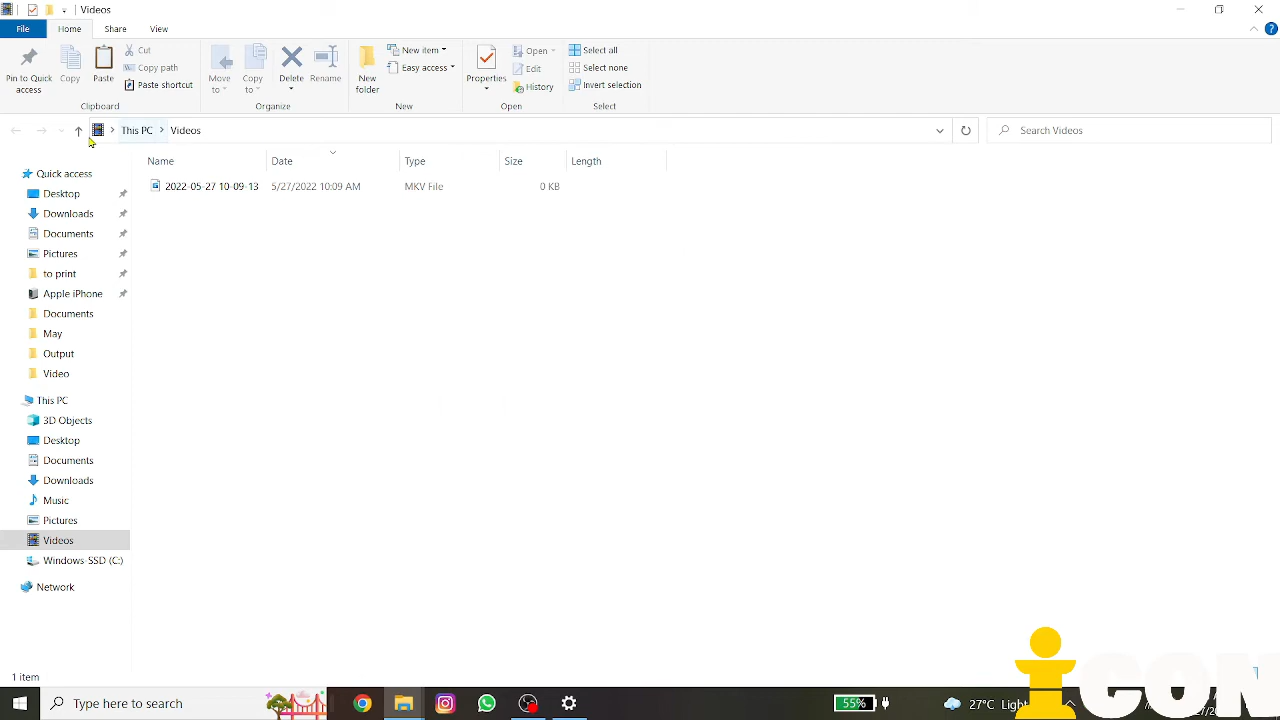 Videos
File Home Share View
Pin to Quick access
Copy
Paste
Cut
Copy path
Paste shortcut
Clipboard
Move to
Copy to
Delete
Rename
Organize
New folder
New item
Easy access
New
Properties
Open
Edit
History
Open
Select all
Select none
Invert selection
Select
This PC > Videos
Search Videos
Name Date Type Size Length
2022-05-27 10-09-13 5/27/2022 10:09 AM MKV File 0 KB
Quick access
Desktop
Downloads
Documents
Pictures
to print
Apple iPhone
Documents
May
Output
Video
This PC
3D Objects
Desktop
Documents
Downloads
Music
Pictures
Videos
Windows SSD (C:)
Network
1 item
Type here to search
55%
27°C Light
iCON